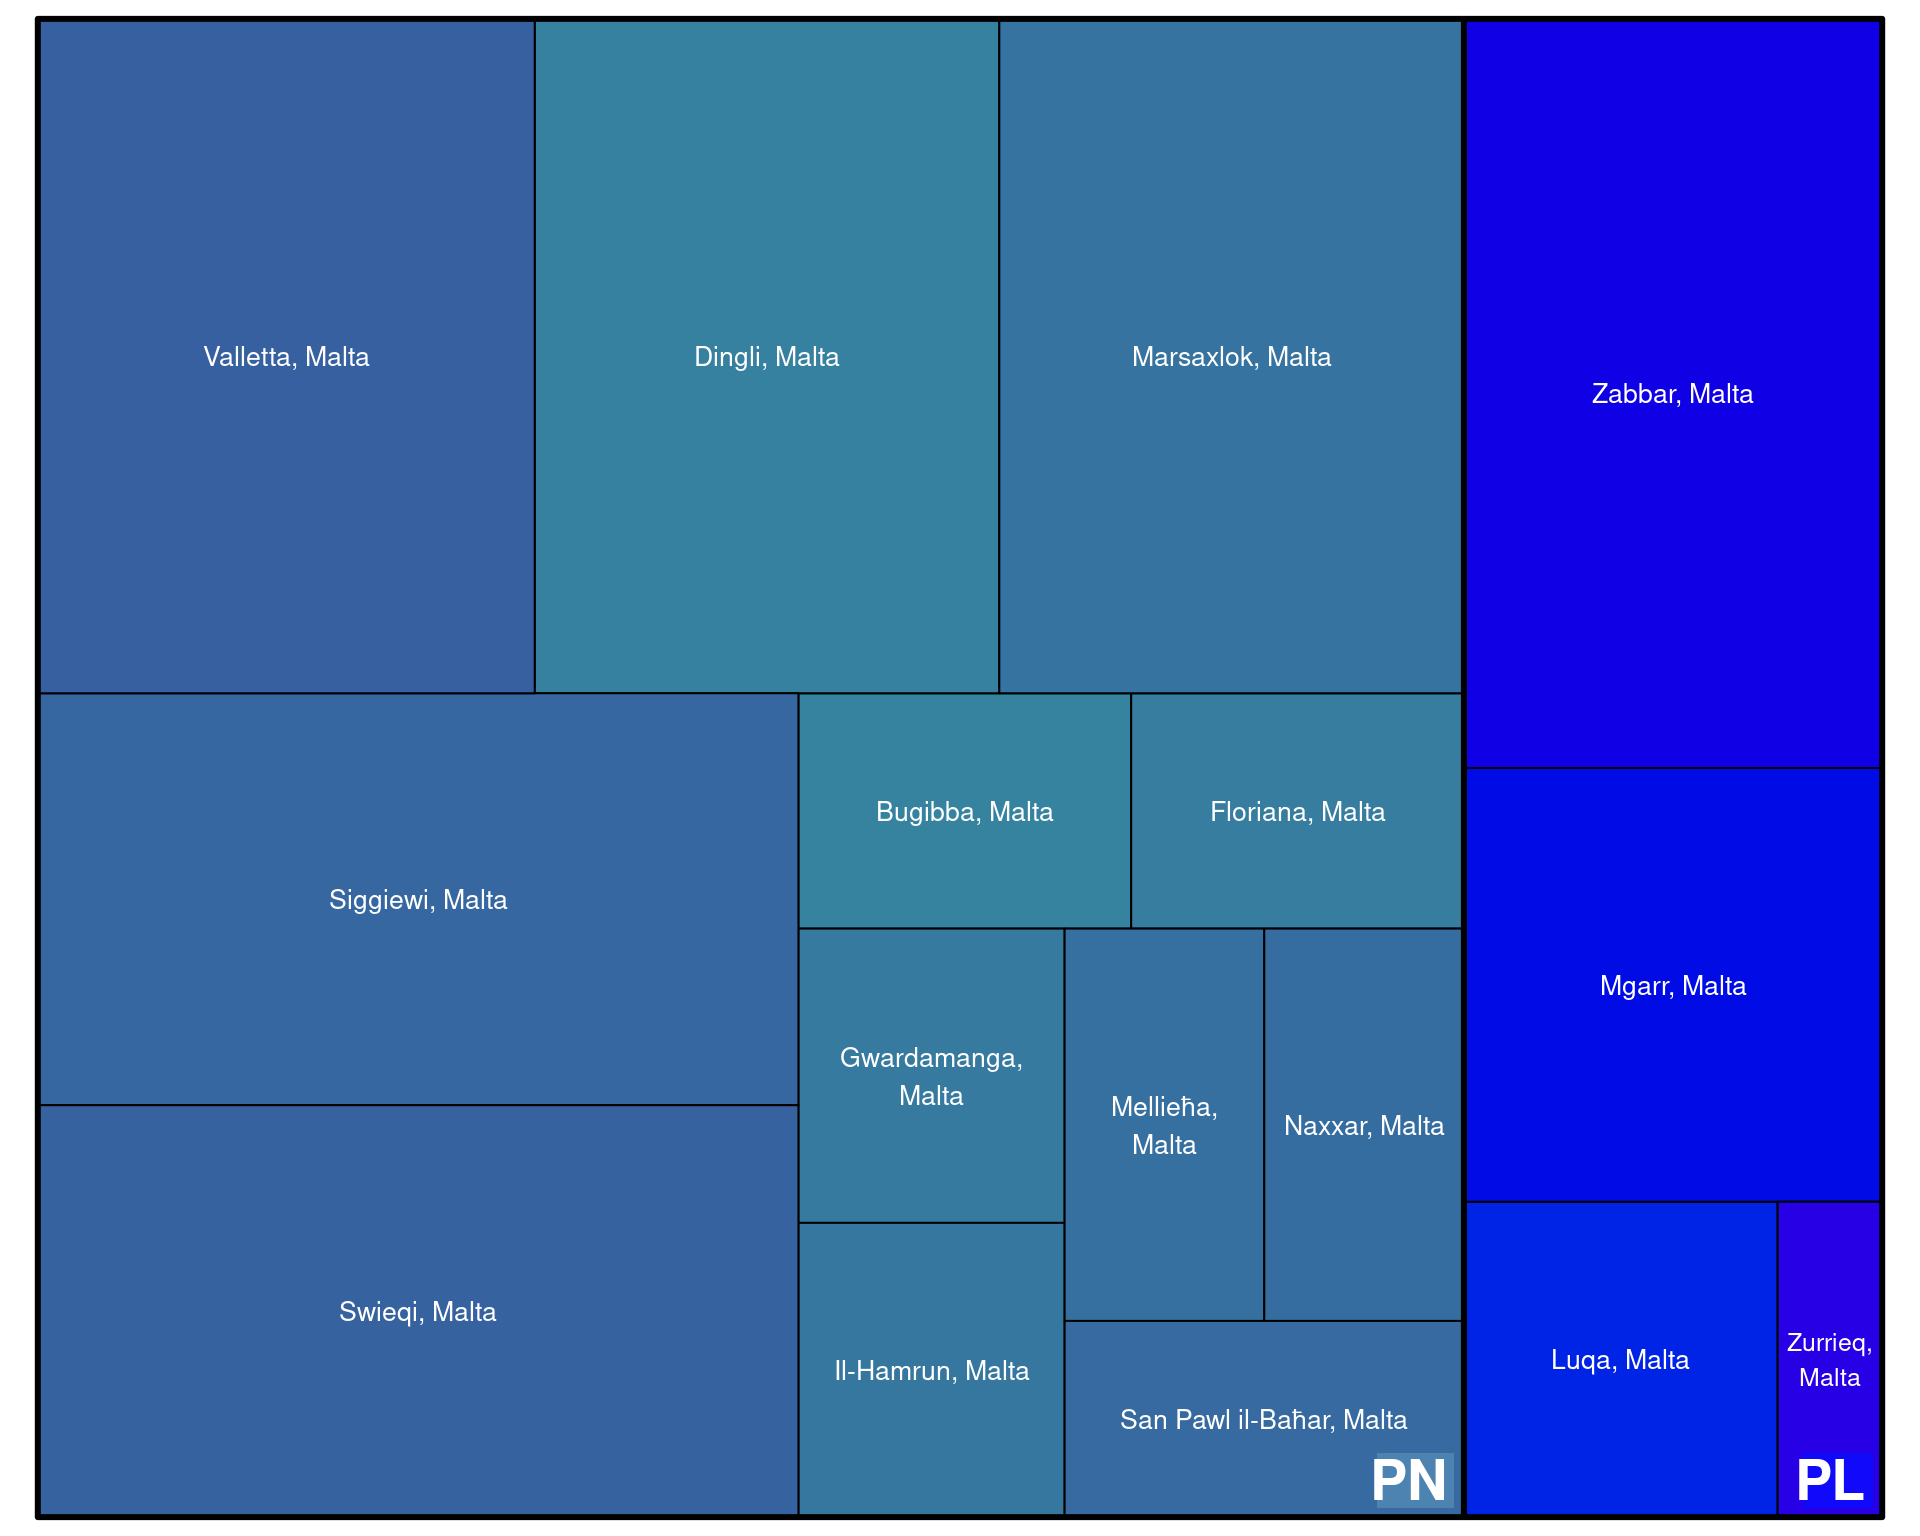 Valletta, Malta
Dingli, Malta
Marsaxlok, Malta
Zabbar, Malta
Siggiewi, Malta
Bugibba, Malta
Floriana, Malta
Mgarr, Malta
Gwardamanga,
Malta
Mellieħa,
Malta
Naxxar, Malta
Swieqi, Malta
Il-Hamrun, Malta
San Pawl il-Baħar, Malta
Luqa, Malta
Zurrieq,
Malta
PN
PL